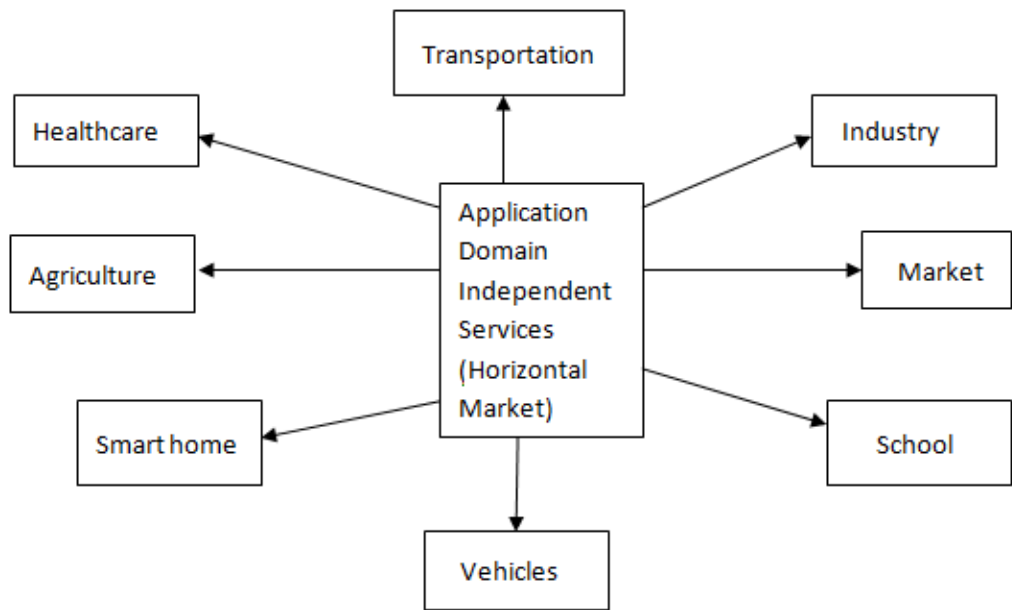 Transportation
Healthcare
Industry
Application
Domain
Independent
Services
(Horizontal
Market)
Agriculture
Market
Smart home
School
Vehicles